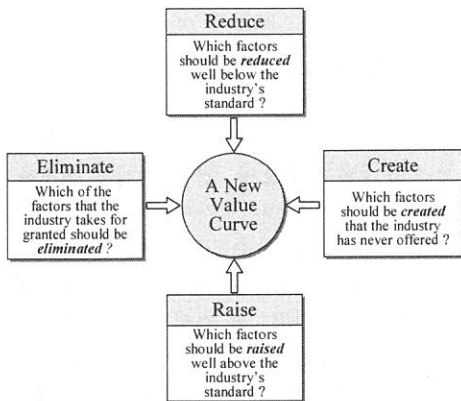 Reduce
Which factors
should be reduced
well below the
industry's
standard ?
Eliminate
Which of the
factors that the
industry takes for
granted should be
eliminated ?
A New
Value
Curve
Create
Which factors
should be created
that the industry
has never offered ?
Raise
Which factors
should be raised
well above the
industry's
standard ?